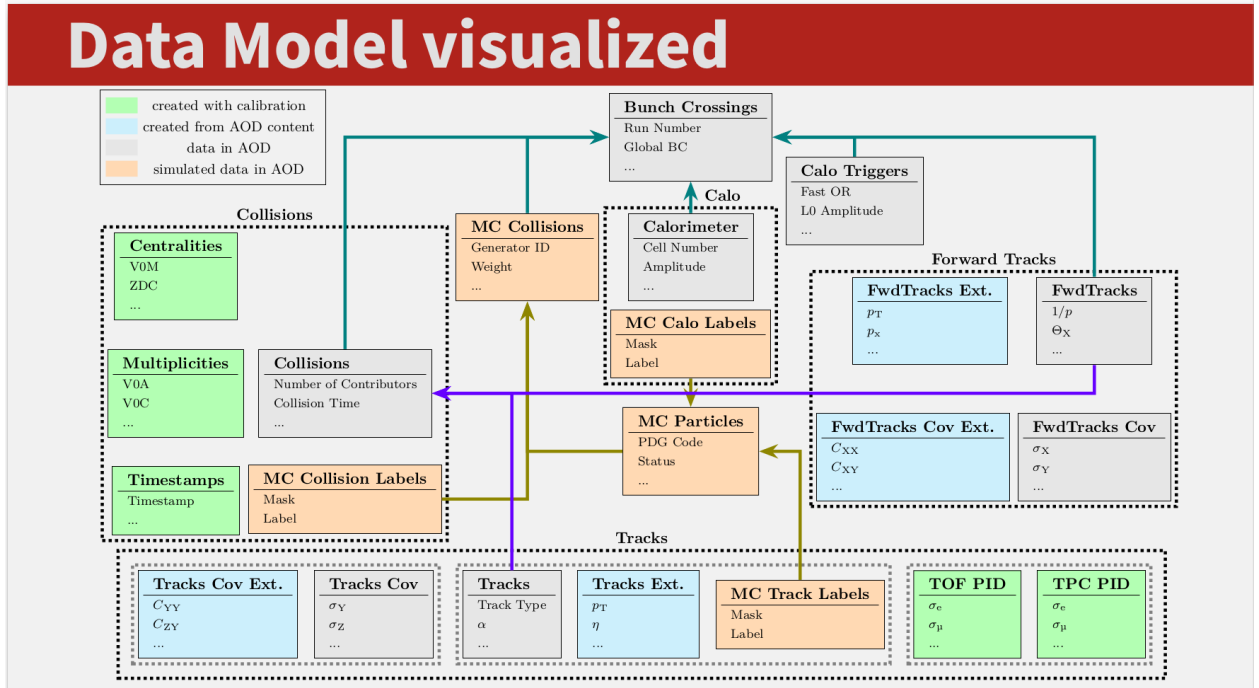 Data Model visualized
created with calibration
created from AOD content
data in AOD
simulated data in AOD
Bunch Crossings
Run Number
Global BC
...
Calo Triggers
Fast OR
L0 Amplitude
...
Collisions
Centralities
V0M
ZDC
...
Multiplicities
V0A
V0C
...
Collisions
Number of Contributors
Collision Time
...
Timestamps
Timestamp
...
MC Collision Labels
Mask
Label
MC Collisions
Generator ID
Weight
...
Calo
Calorimeter
Cell Number
Amplitude
...
MC Calo Labels
Mask
Label
MC Particles
PDG Code
Status
...
Forward Tracks
FwdTracks Ext.
pT
px
...
FwdTracks
1/p
ΘX
...
FwdTracks Cov Ext.
CXX
CXY
...
FwdTracks Cov
σX
σY
...
Tracks
Tracks Cov Ext.
CYY
CZY
...
Tracks Cov
σY
σZ
...
Tracks
Track Type
α
...
Tracks Ext.
pT
η
...
MC Track Labels
Mask
Label
TOF PID
σe
σμ
...
TPC PID
σe
σμ
...